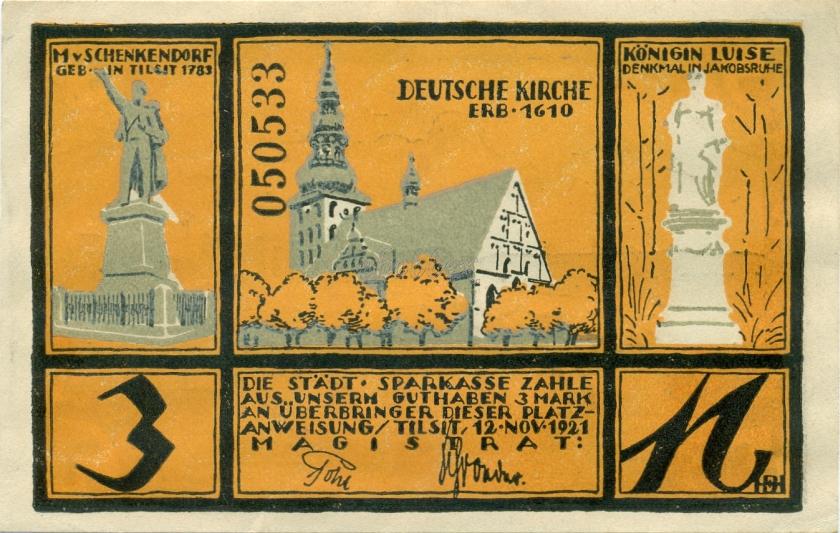 M v SCHENKENDORF
GEB · IN TILSIT 1783
050533
DEUTSCHE KIRCHE
ERB · 1610
KÖNIGIN LUISE
DENKMAL IN JAKOBSRUHE
3
DIE STÄDT · SPARKASSE ZAHLE
AUS UNSERM GUTHABEN 3 MARK
AN ÜBERBRINGER DIESER PLATZ-
ANWEISUNG / TILSIT / 12 · NOV · 1921
MAGISTRAT: